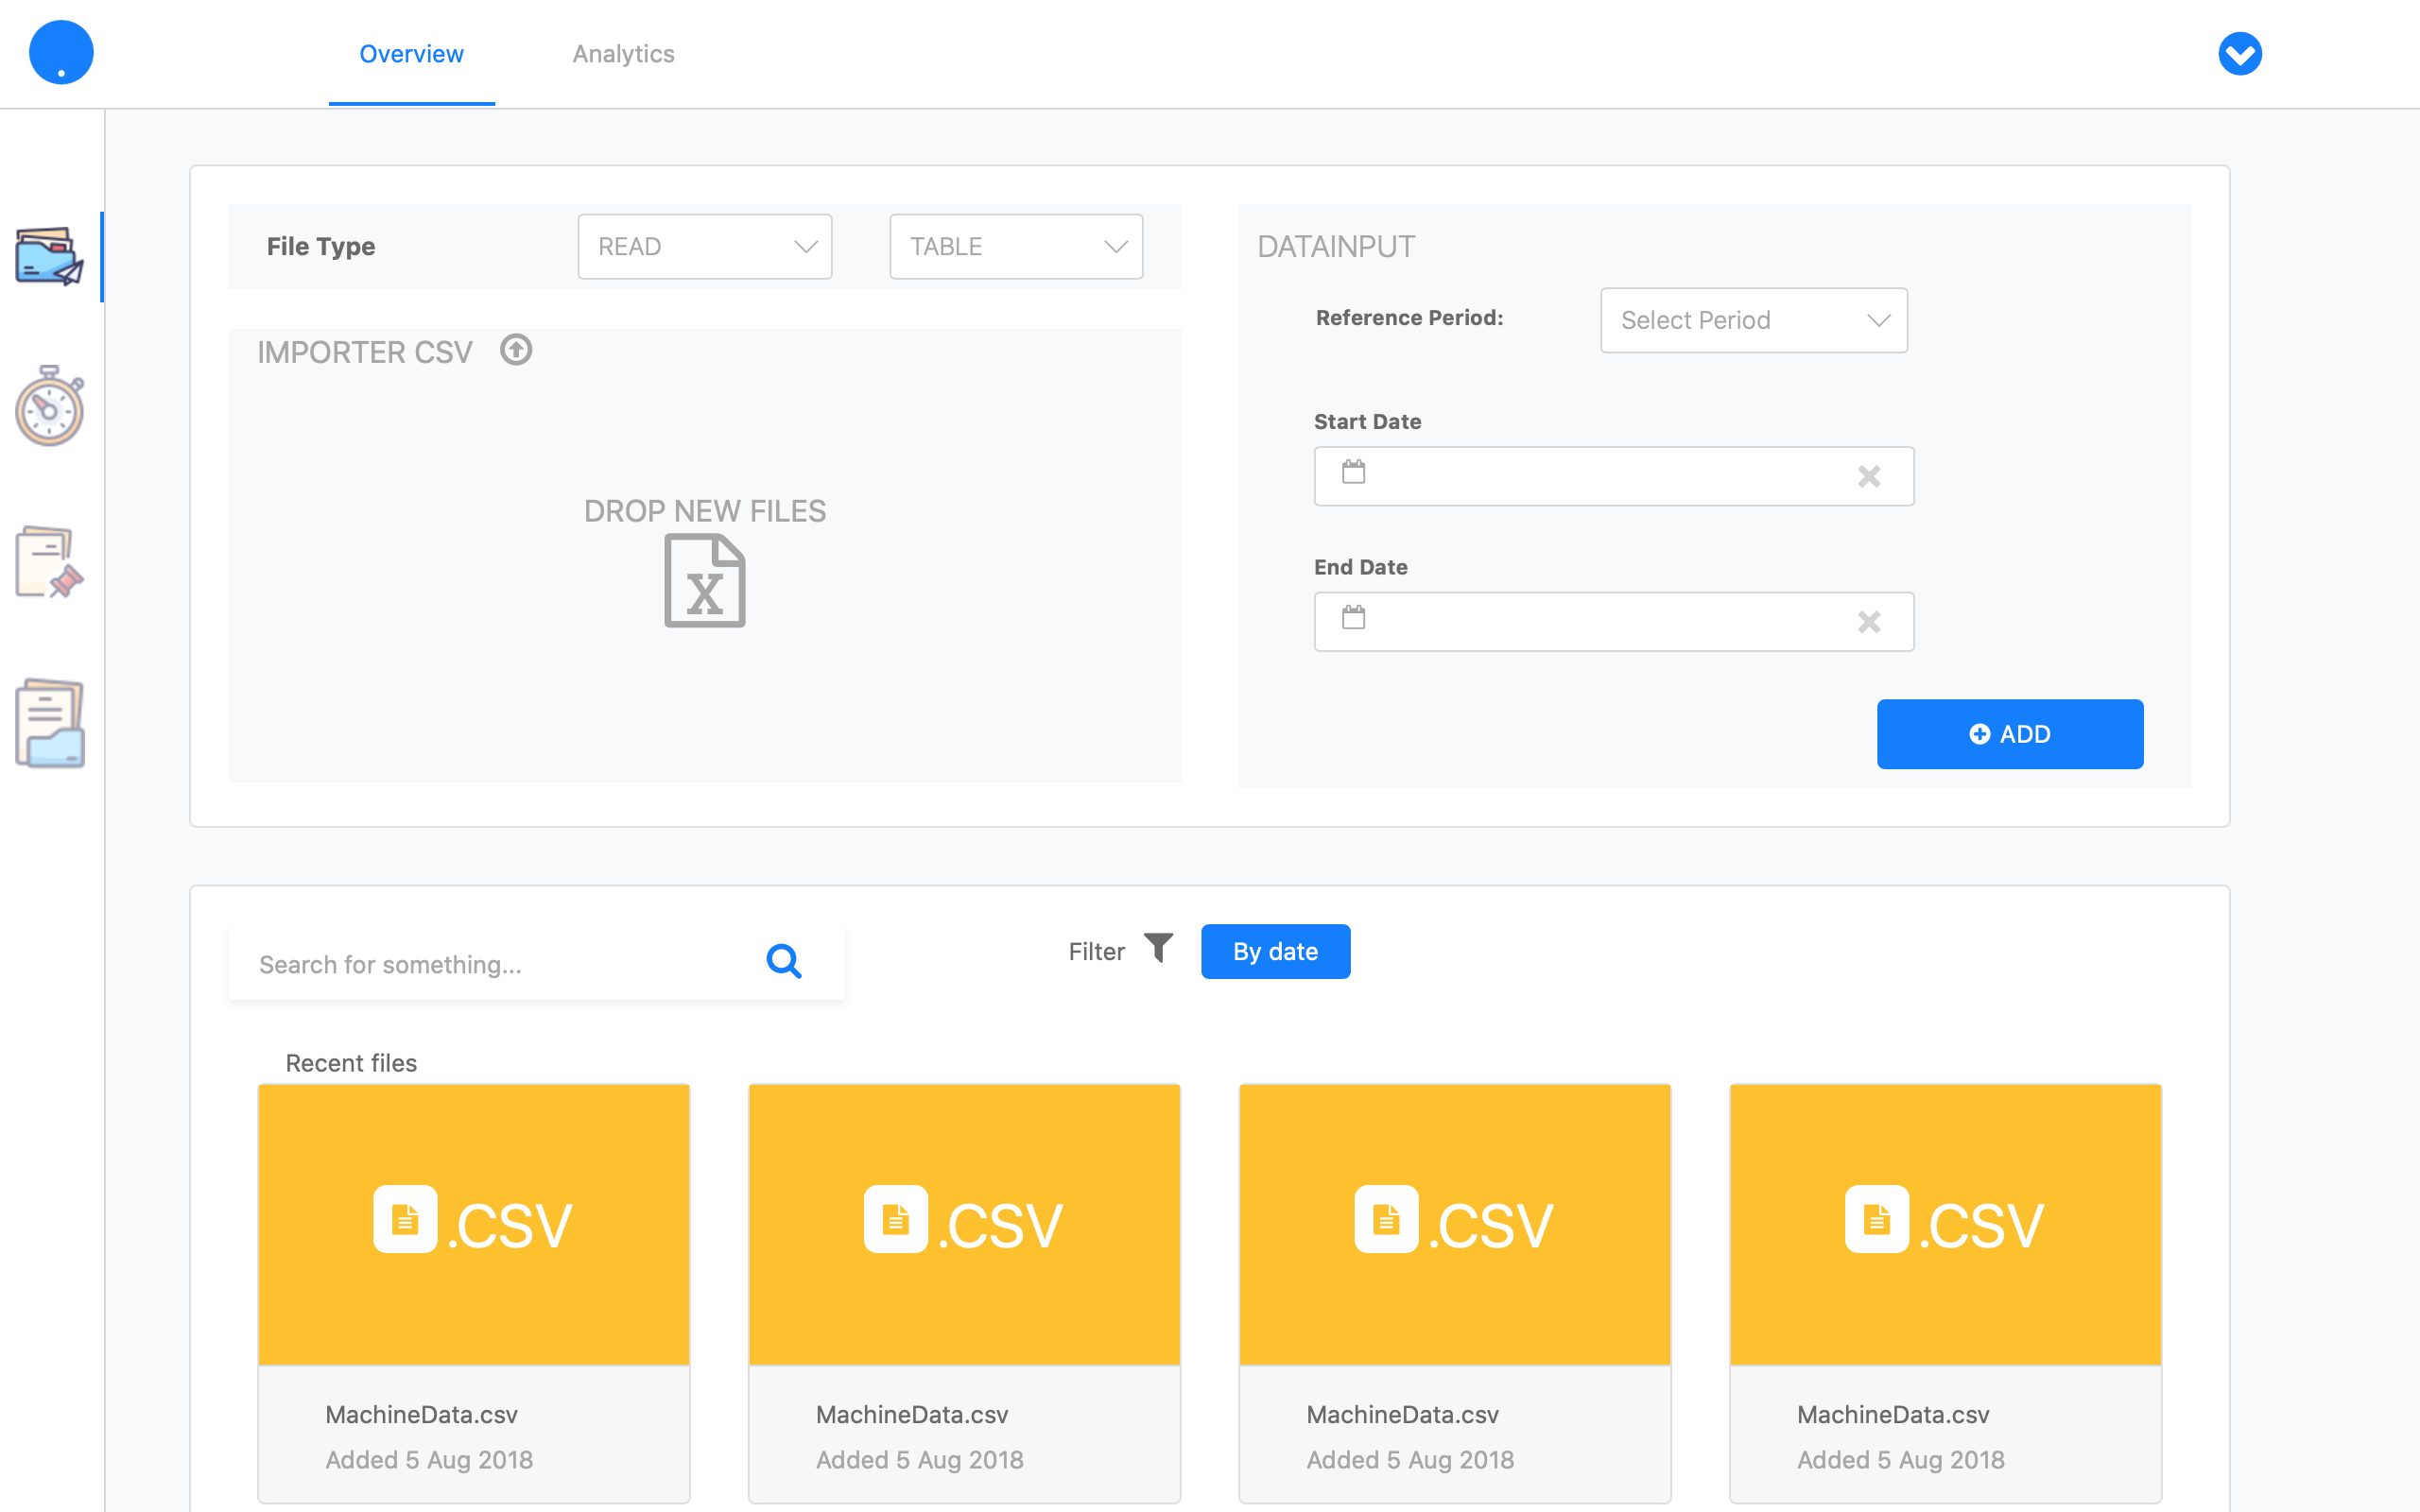 Overview
Analytics
File Type
READ
TABLE
IMPORTER CSV
DROP NEW FILES
X
DATAINPUT
Reference Period:
Select Period
Start Date
End Date
ADD
Search for something...
Filter
By date
Recent files
.CSV
MachineData.csv
Added 5 Aug 2018
.CSV
MachineData.csv
Added 5 Aug 2018
.CSV
MachineData.csv
Added 5 Aug 2018
.CSV
MachineData.csv
Added 5 Aug 2018